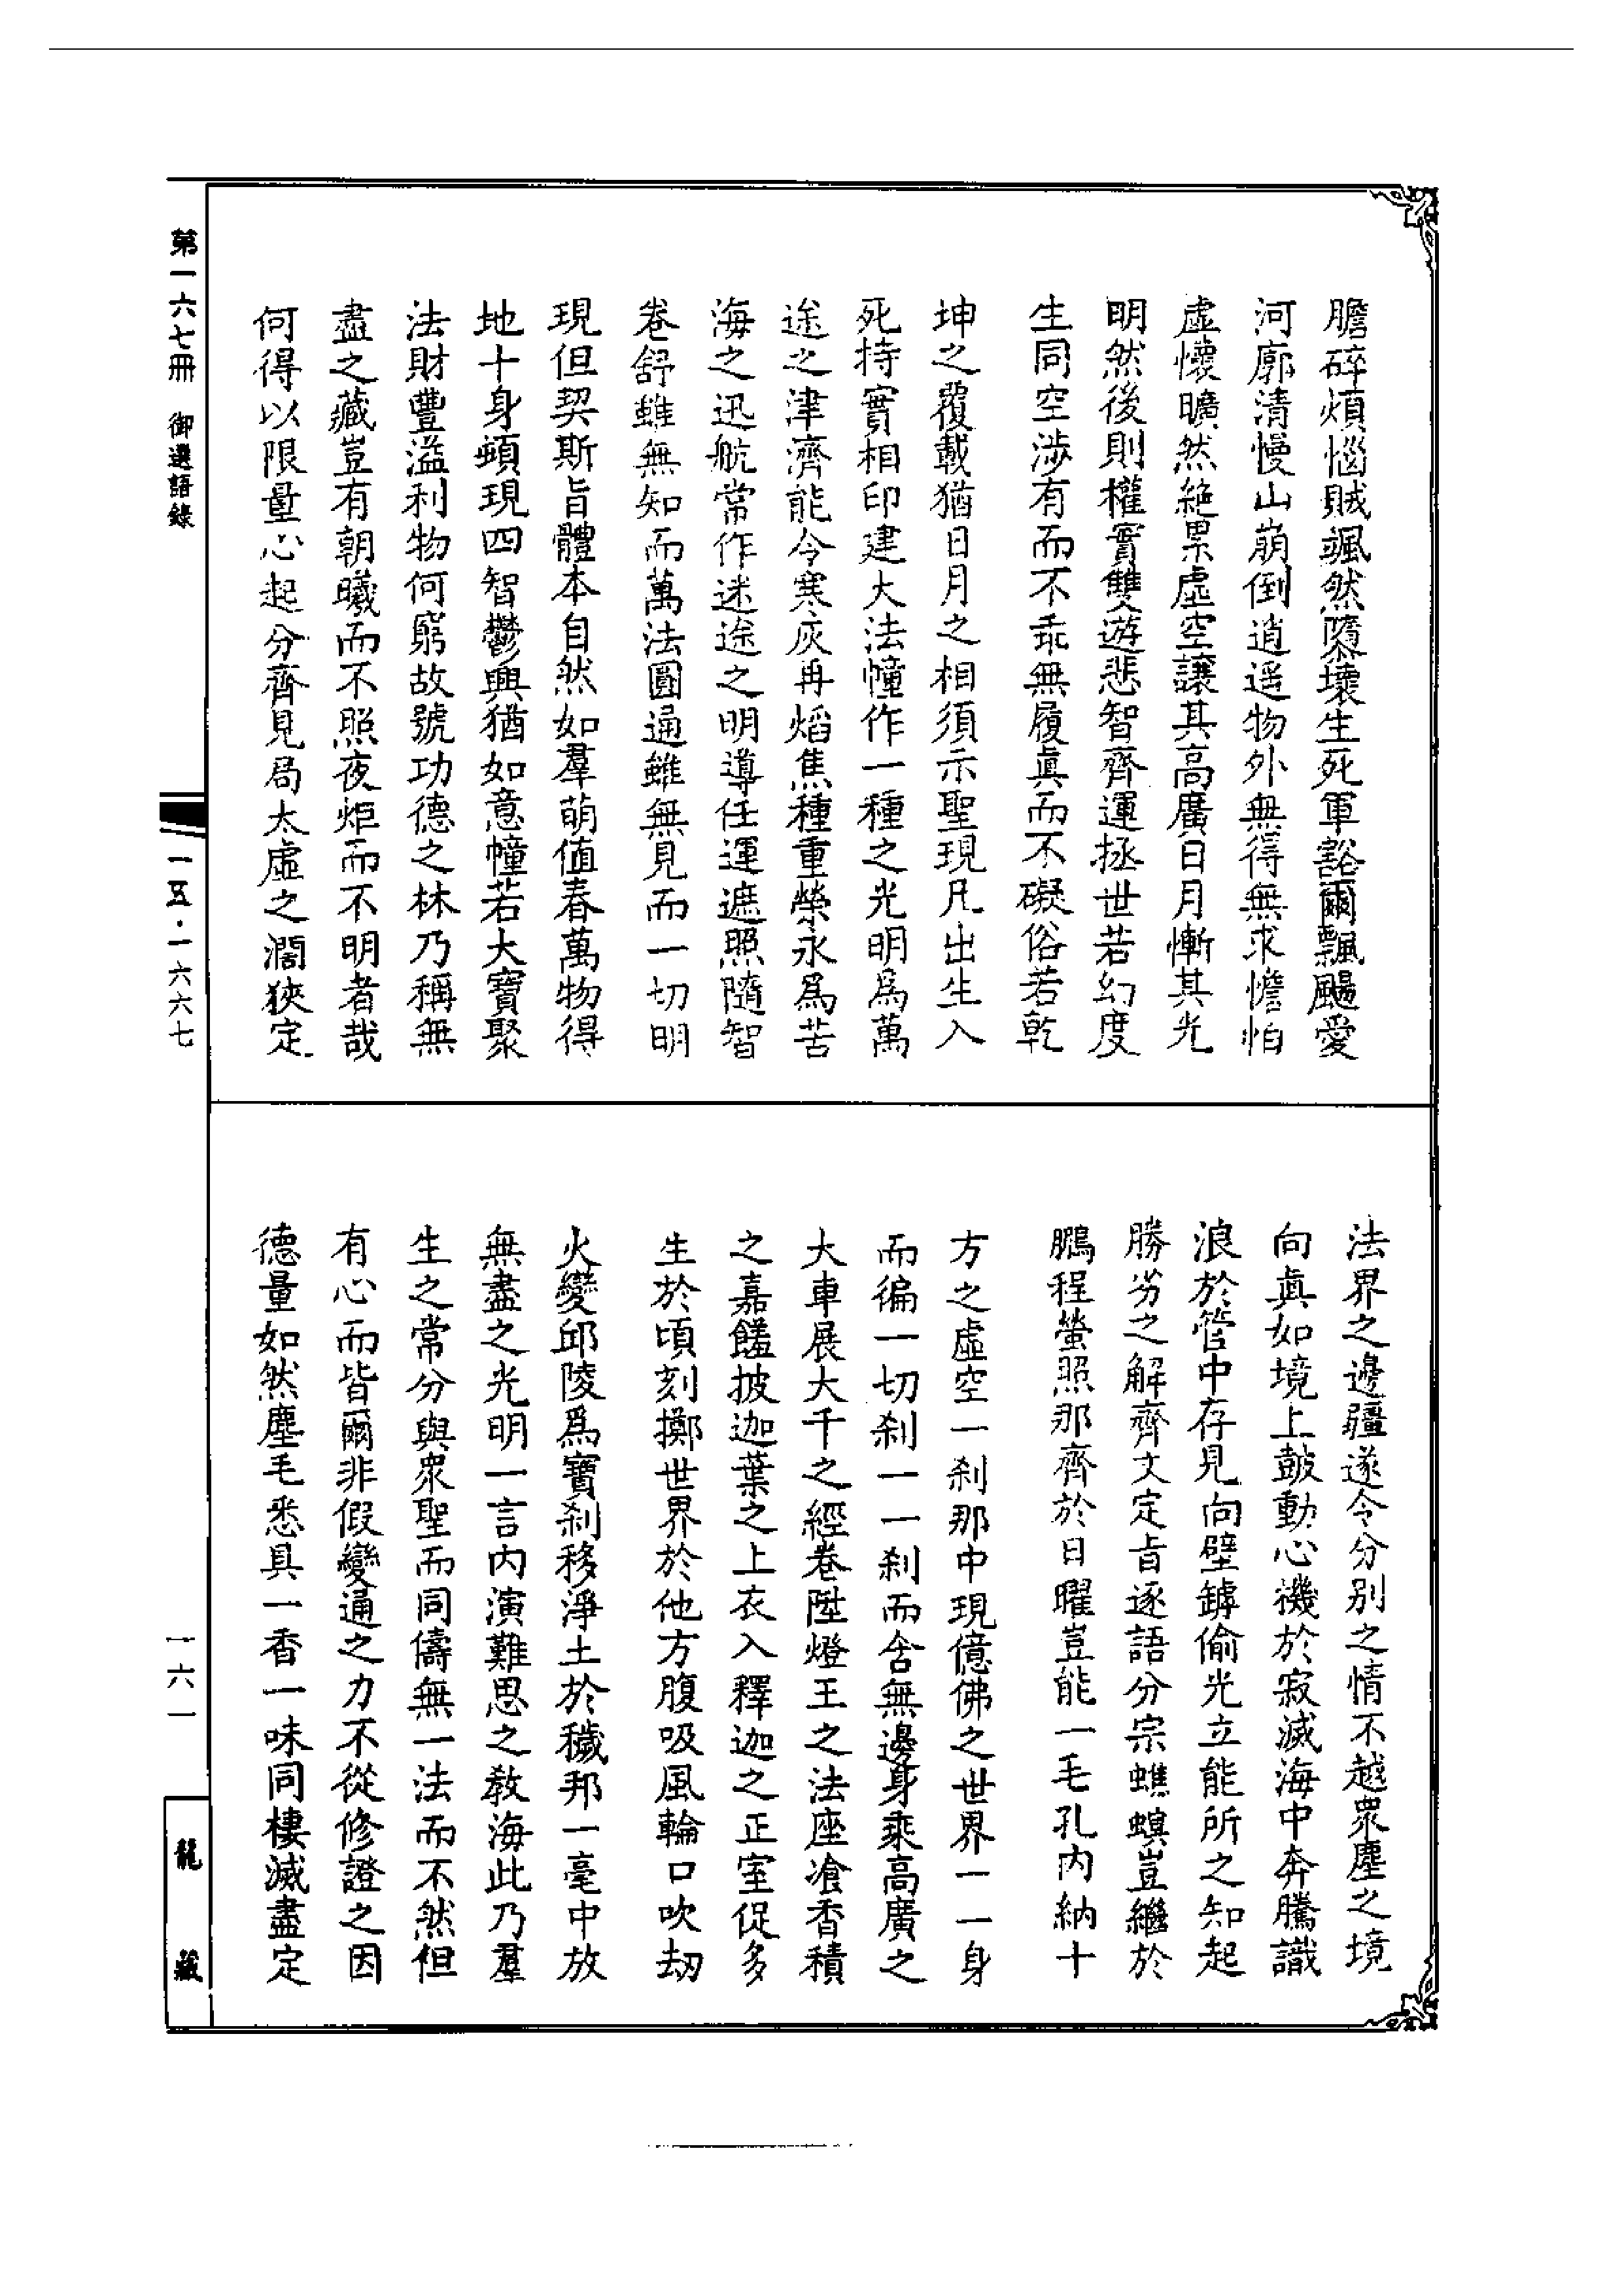 膽碎煩惱賊颯然隳壞生死軍豁爾飄颺愛
河廓清慢山崩倒逍遥物外無得無求憺怕
虛懷曠然絶累虛空讓其高廣日月慚其光
明然後則權實雙遊悲智齊運拯世若幻度
生同空涉有而不乖無履眞而不礙俗若乾
坤之覆載猶日月之相須示聖現凡出生入
死持實相印建大法幢作一種之光明爲萬
途之津濟能令寒灰再熖焦種重榮永爲苦
海之迅航常作迷途之明導任運遮照隨智
卷舒雖無知而萬法圓通雖無見而一切明
現但契斯旨體本自然如羣萌值春萬物得
地十身頓現四智鬱興猶如意幢若大寶聚
法財豐溢利物何窮故號功德之林乃稱無
盡之藏豈有朝曦而不照夜炬而不明者哉
何得以限量心起分齊見局太虛之濶狹定
法界之邊疆遂令分别之情不越衆塵之境
向眞如境上鼓動心機於寂滅海中奔騰識
浪於管中存見向壁罅偷光立能所之知起
勝劣之解齊文定旨逐語分宗蟭螟豈繼於
鵬程螢照那齊於日曜豈能一毛孔内納十
方之虛空一刹那中現億佛之世界一一身
而徧一切刹一一刹而含無邊身乘高廣之
大車展大千之經卷陞燈王之法座飡香積
之嘉饈披迦葉之上衣入釋迦之正室促多
生於頃刻擲世界於他方腹吸風輪口吹劫
火變邱陵爲寶刹移淨土於穢邦一毫中放
無盡之光明一言内演難思之敎海此乃羣
生之常分與衆聖而同儔無一法而不然但
有心而皆爾非假變通之力不從修證之因
德量如然塵毛悉具一香一味同棲滅盡定
第一六七冊 御選語錄
一五·一六六七
一六一
龍藏